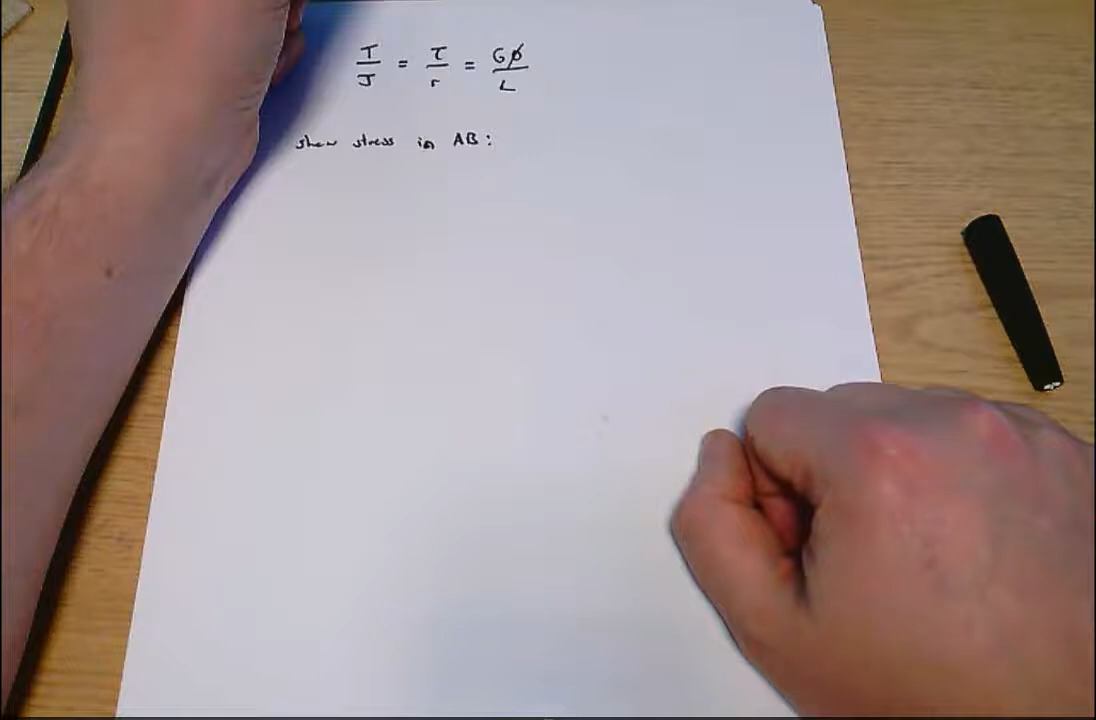 T/J = τ/r = Gϕ/L
shear stress in AB: